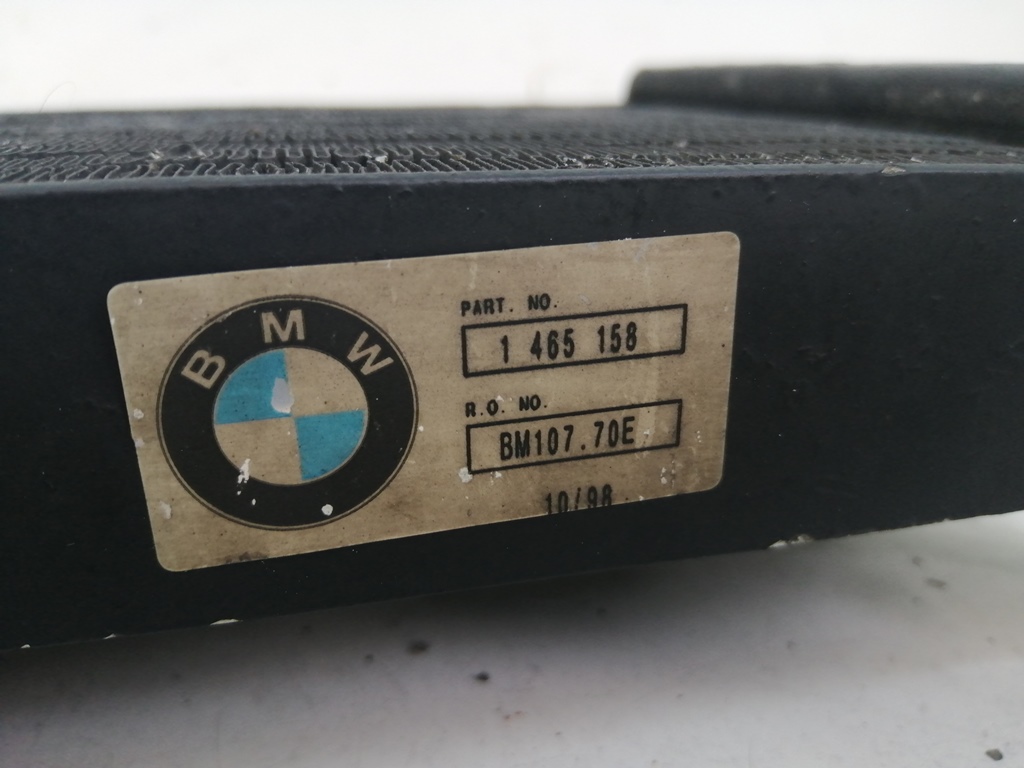 BMW
PART. NO.
1 465 158
R.O. NO.
BM107.70E
10/98